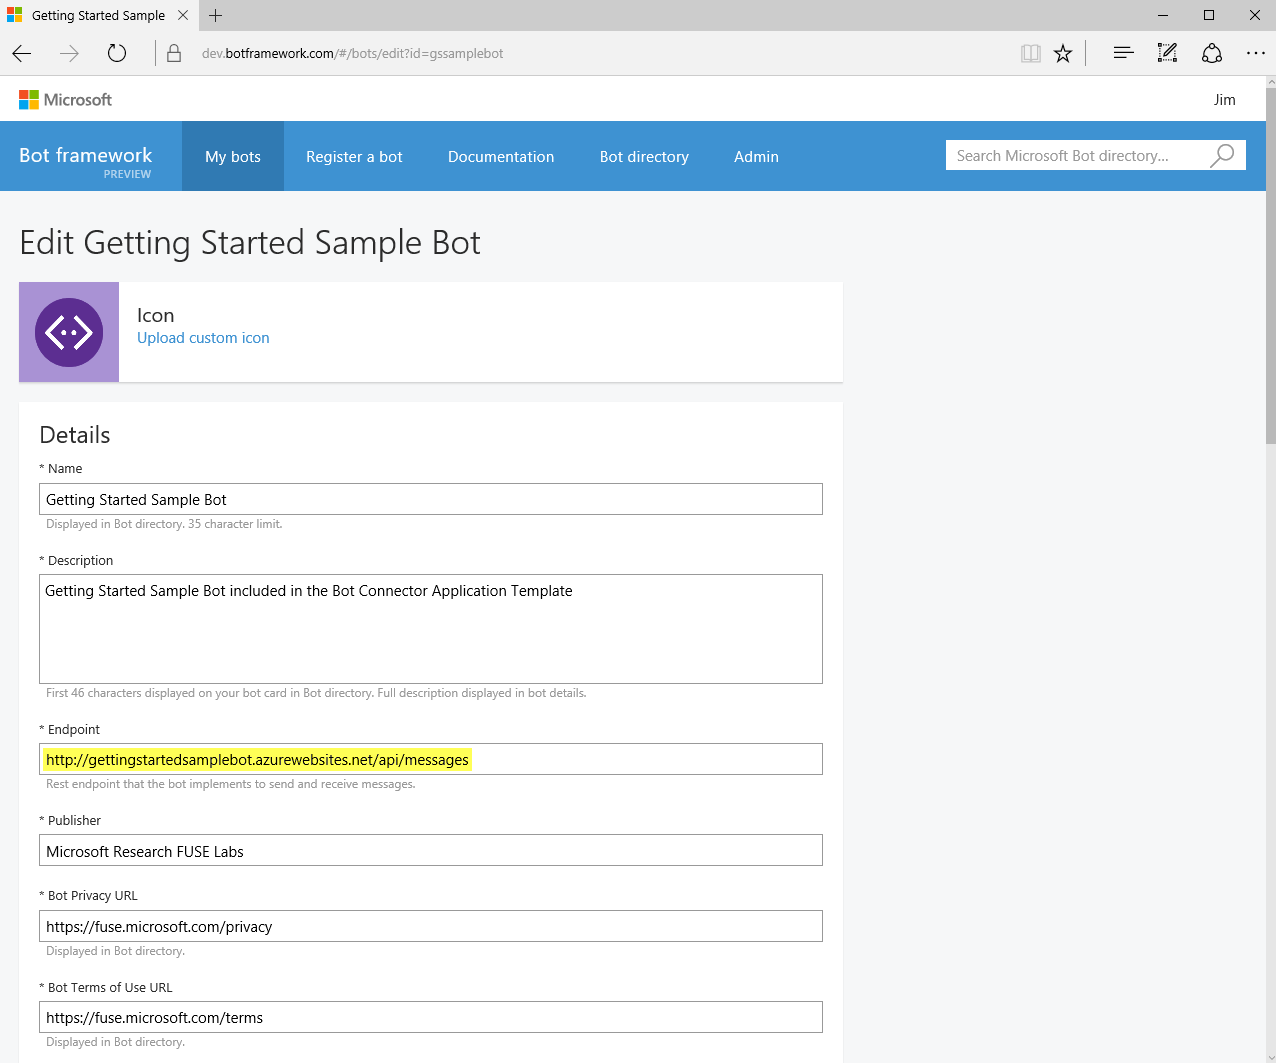 Getting Started Sample
dev.botframework.com/#/bots/edit?id=gssamplebot
Microsoft
Jim
Bot framework
PREVIEW
My bots
Register a bot
Documentation
Bot directory
Admin
Search Microsoft Bot directory...
Edit Getting Started Sample Bot
Icon
Upload custom icon
Details
* Name
Getting Started Sample Bot
Displayed in Bot directory. 35 character limit.
* Description
Getting Started Sample Bot included in the Bot Connector Application Template
First 46 characters displayed on your bot card in Bot directory. Full description displayed in bot details.
* Endpoint
http://gettingstartedsamplebot.azurewebsites.net/api/messages
Rest endpoint that the bot implements to send and receive messages.
* Publisher
Microsoft Research FUSE Labs
* Bot Privacy URL
https://fuse.microsoft.com/privacy
Displayed in Bot directory.
* Bot Terms of Use URL
https://fuse.microsoft.com/terms
Displayed in Bot directory.